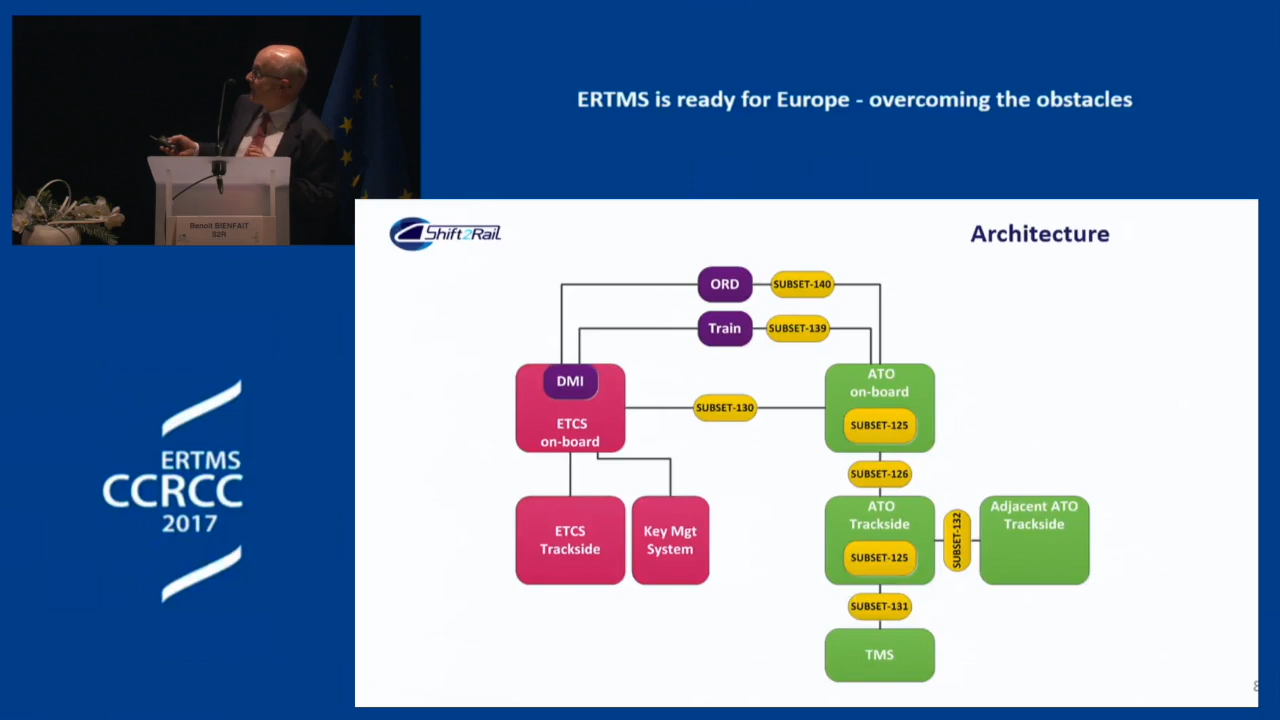 ERTMS is ready for Europe - overcoming the obstacles
Benoit BIENFAIT
S2R
Shift2Rail
Architecture
ORD
SUBSET-140
Train
SUBSET-139
DMI
ETCS
on-board
SUBSET-130
ATO
on-board
SUBSET-125
SUBSET-126
ETCS
Trackside
Key Mgt
System
ATO
Trackside
SUBSET-125
SUBSET-132
Adjacent ATO
Trackside
SUBSET-131
TMS
8
ERTMS
CCRCC
2017